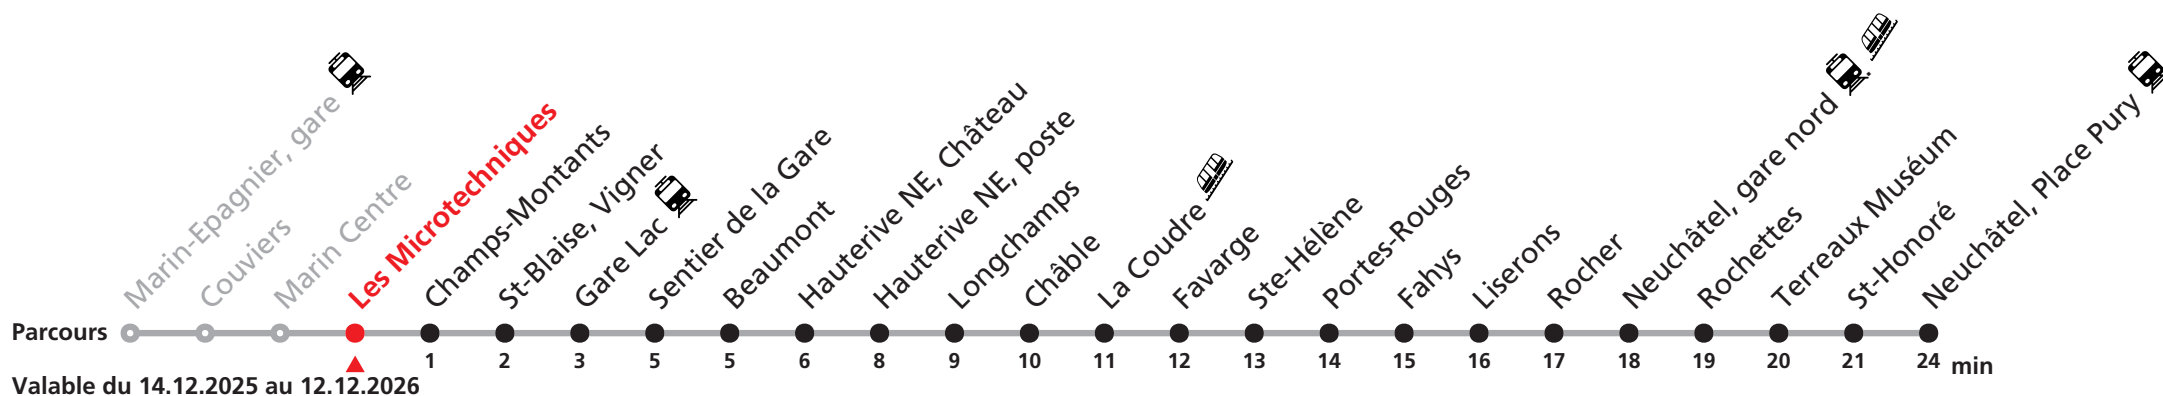 Marin-Epagnier, gare
Couviers
Marin Centre
Les Microtechniques
Champs-Montants
St-Blaise, Vigner
Gare Lac
Sentier de la Gare
Beaumont
Hauterive NE, Château
Hauterive NE, poste
Longchamps
Châble
La Coudre
Favarge
Ste-Hélène
Portes-Rouges
Fahys
Liserons
Rocher
Neuchâtel, gare nord
Rochettes
Terreaux Muséum
St-Honoré
Neuchâtel, Place Pury
Parcours
1 2 3 5 5 6 8 9 10 11 12 13 14 15 16 17 18 19 20 21 24 min
Valable du 14.12.2025 au 12.12.2026